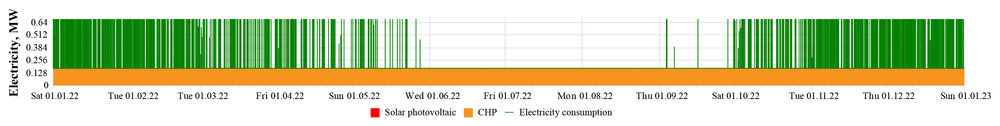 Electricity, MW
0.64
0.512
0.384
0.256
0.128
0
Sat 01.01.22 Tue 01.02.22 Tue 01.03.22 Fri 01.04.22 Sun 01.05.22 Wed 01.06.22 Fri 01.07.22 Mon 01.08.22 Thu 01.09.22 Sat 01.10.22 Tue 01.11.22 Thu 01.12.22 Sun 01.01.23
Solar photovoltaic CHP Electricity consumption